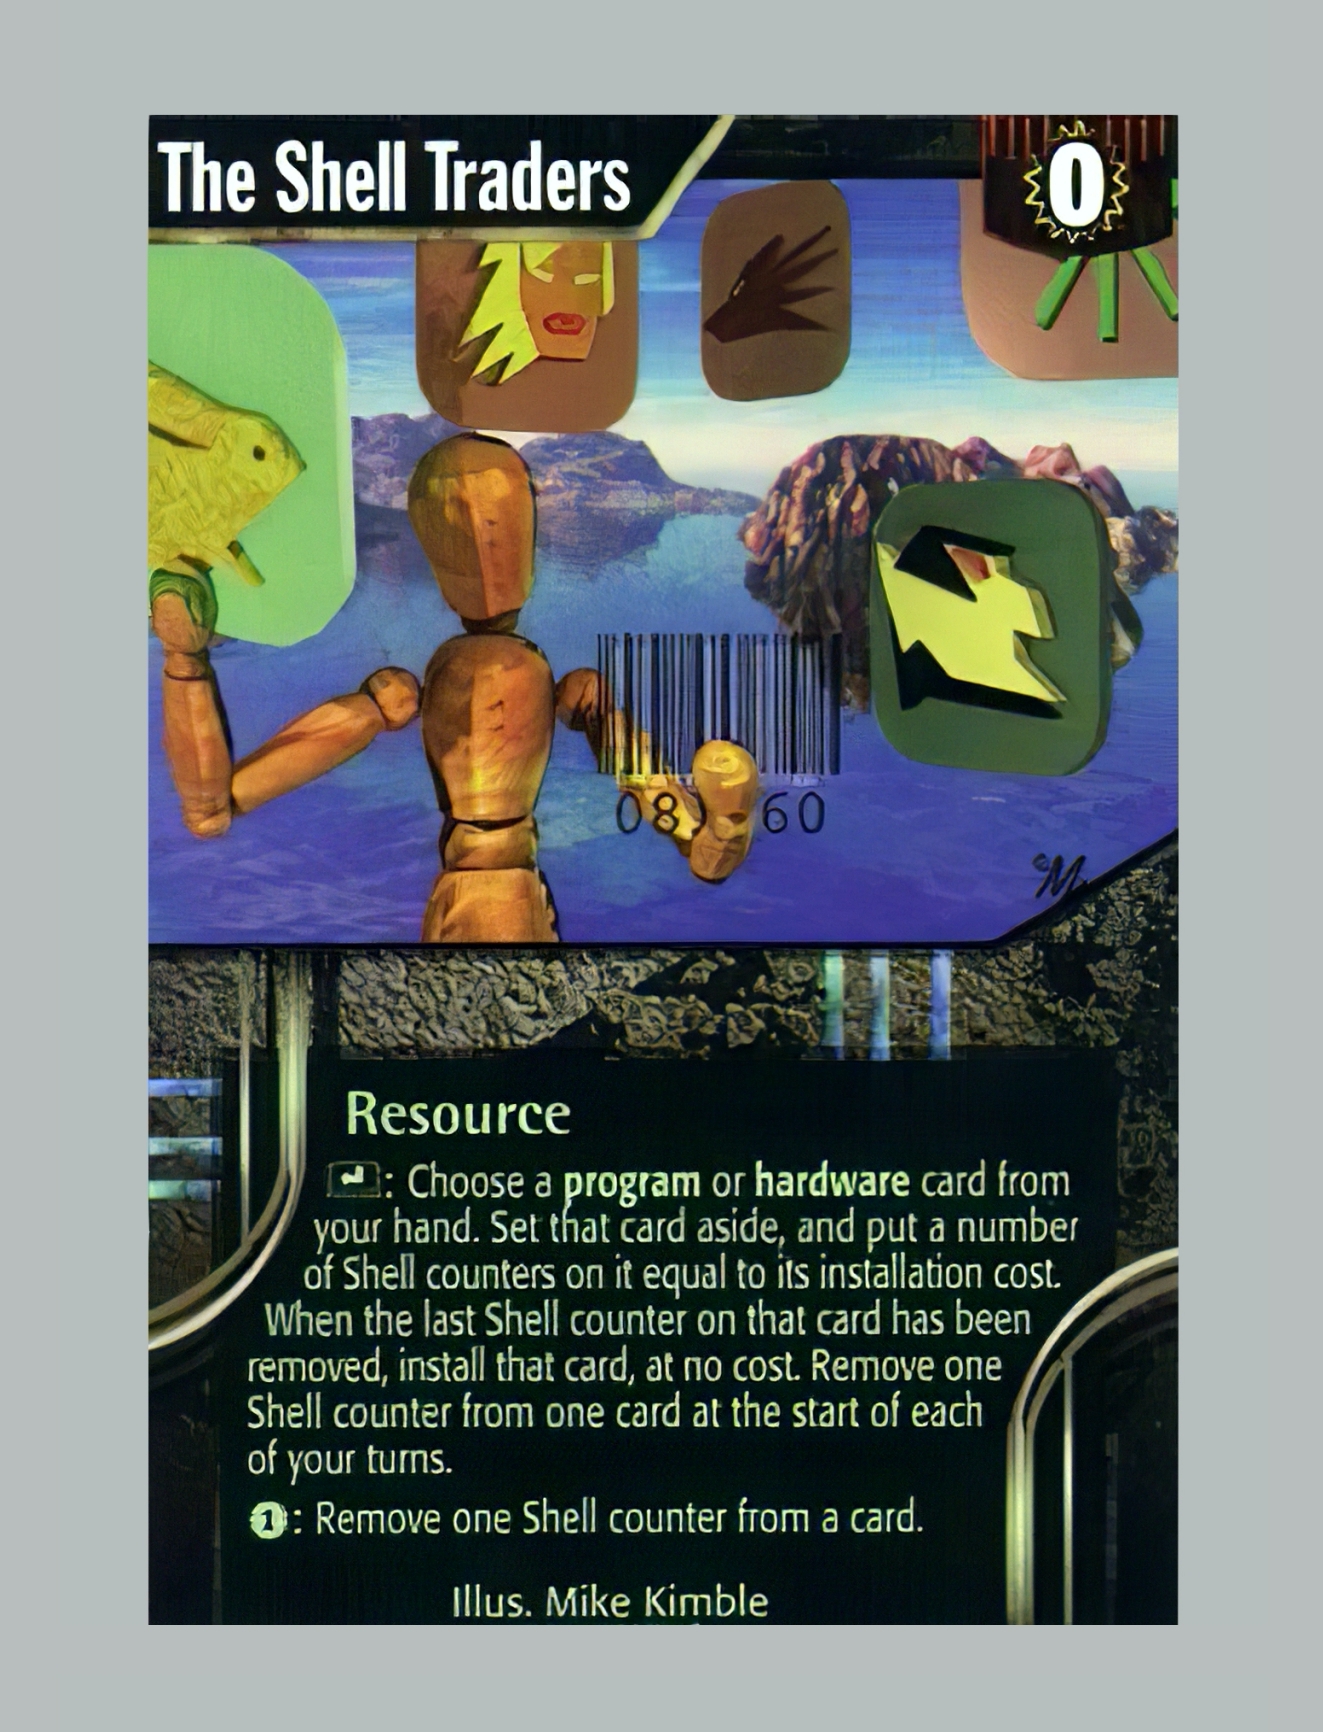 The Shell Traders
0
08 60
Resource
: Choose a program or hardware card from
your hand. Set that card aside, and put a number
of Shell counters on it equal to its installation cost.
When the last Shell counter on that card has been
removed, install that card, at no cost. Remove one
Shell counter from one card at the start of each
of your turns.
1: Remove one Shell counter from a card.
Illus. Mike Kimble